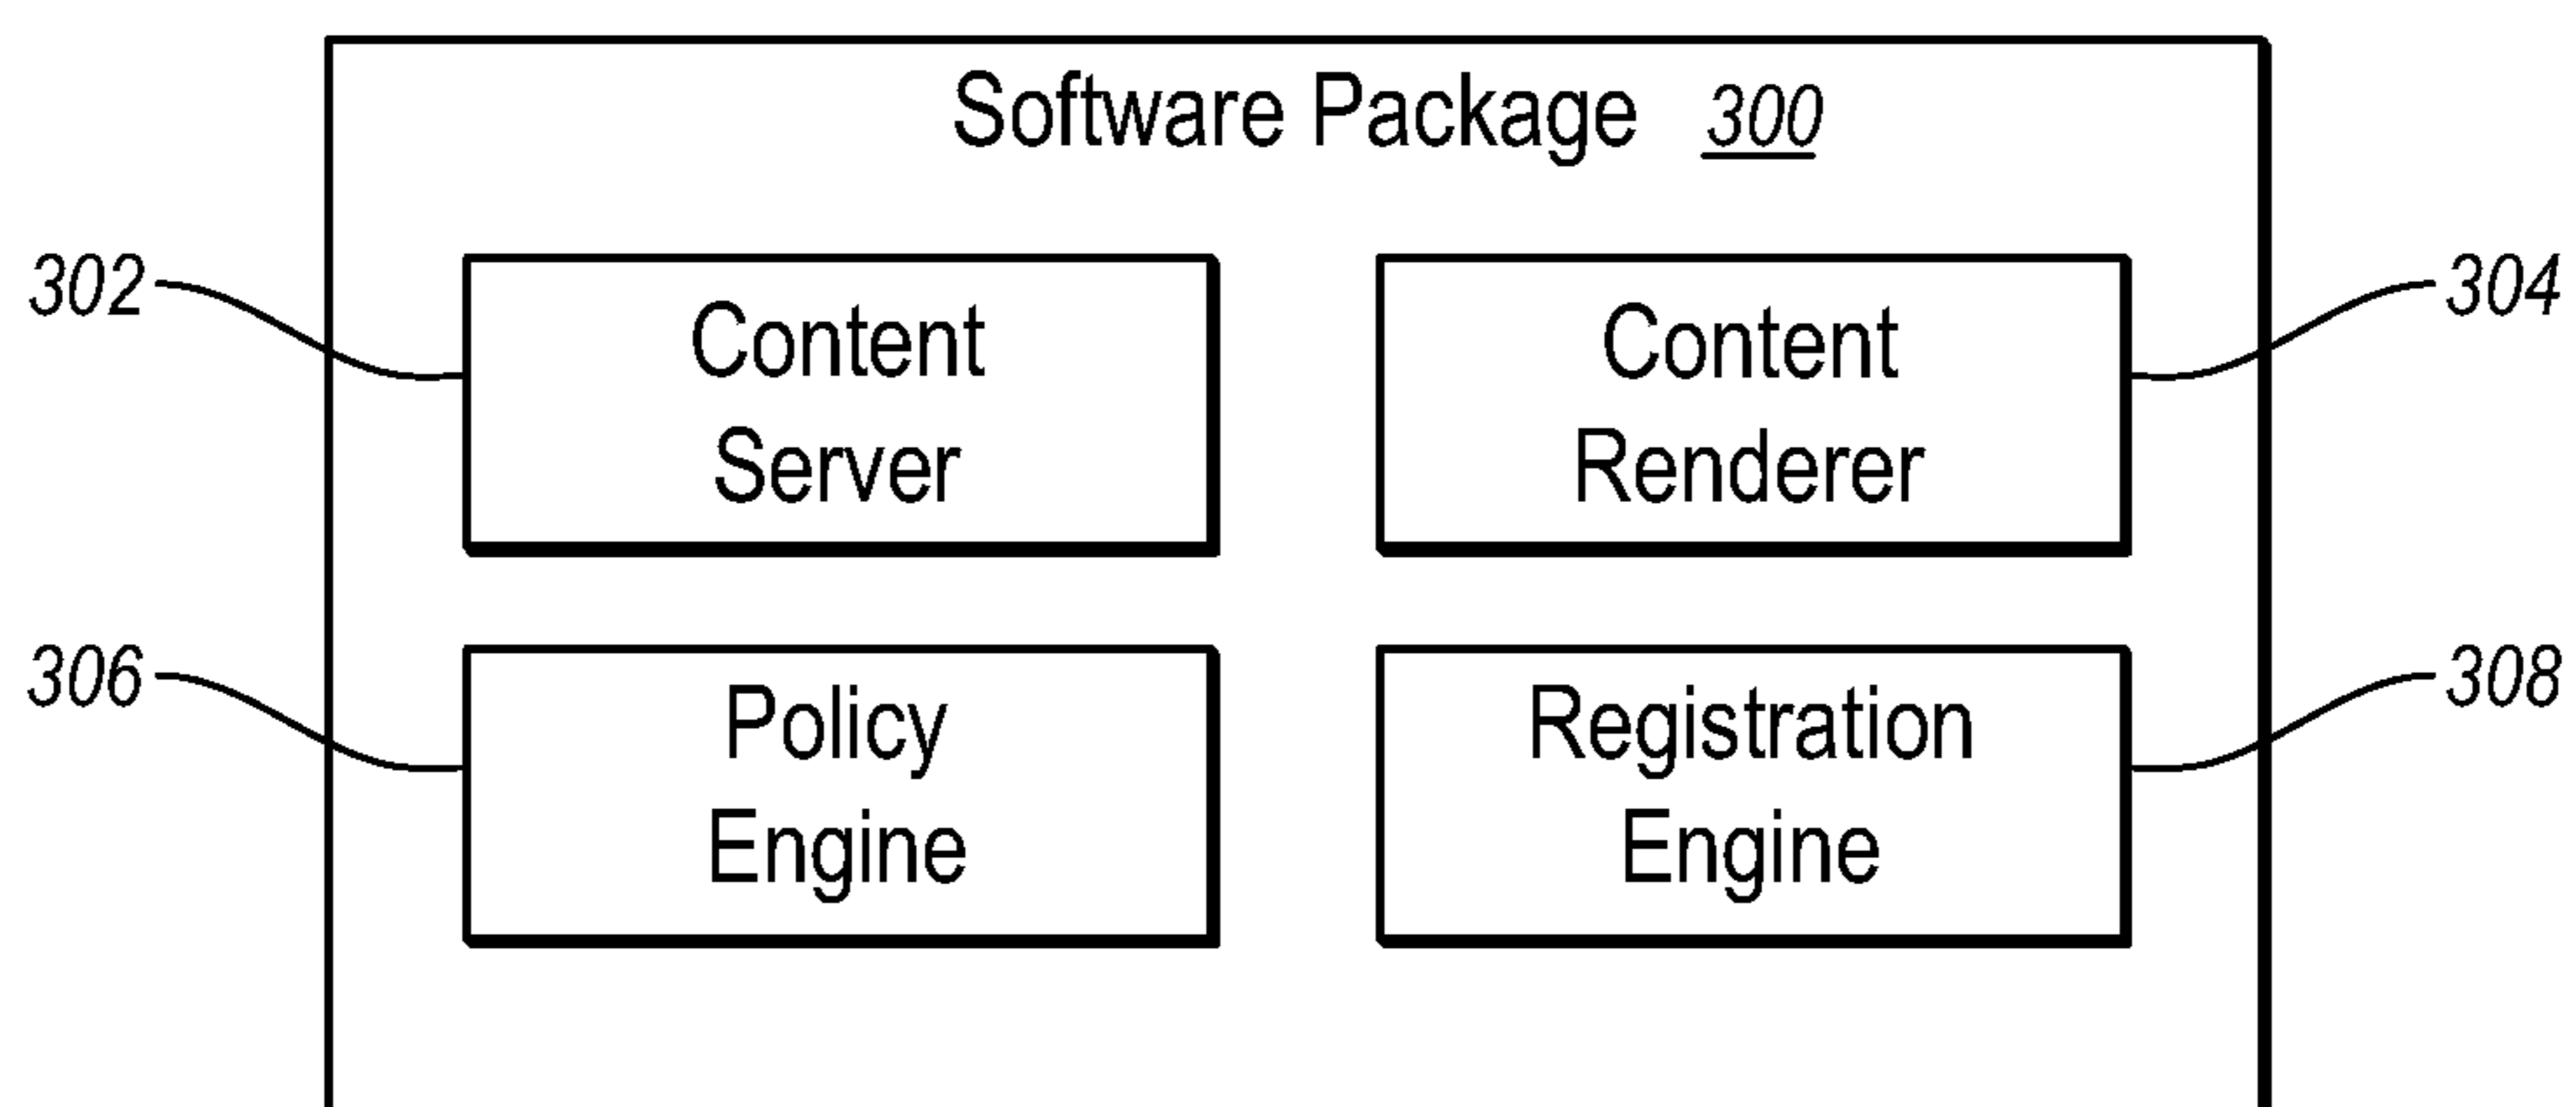 Software Package 300
302
Content
Server
Content
Renderer
304
306
Policy
Engine
Registration
Engine
308